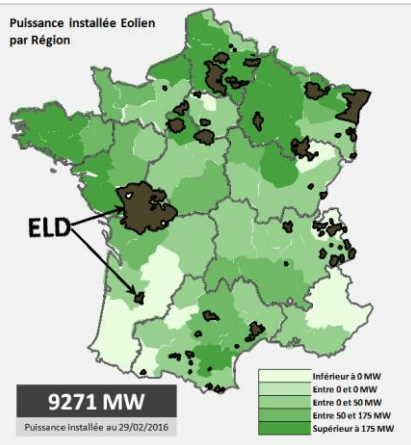 Puissance installée Eolien
par Région
ELD
9271 MW
Puissance installée au 29/02/2016
Inférieur à 0 MW
Entre 0 et 0 MW
Entre 0 et 50 MW
Entre 50 et 175 MW
Supérieur à 175 MW